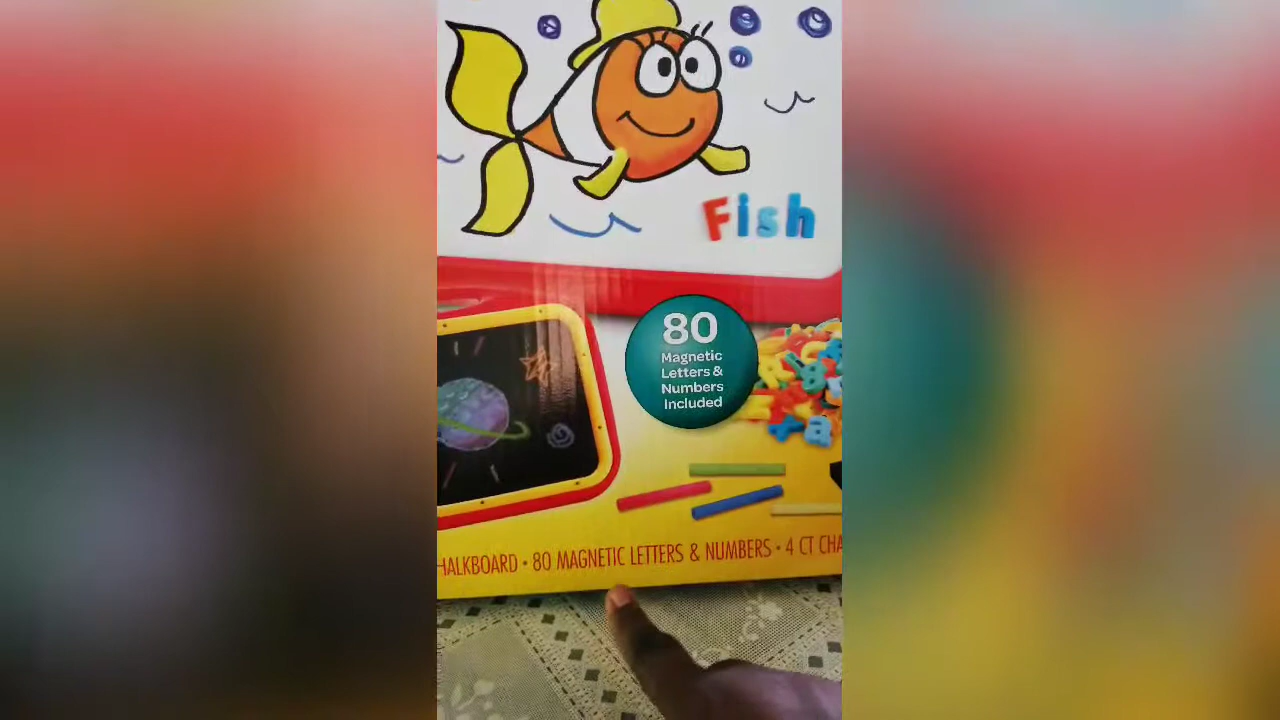 Fish
80
Magnetic
Letters &
Numbers
Included
HALKBOARD • 80 MAGNETIC LETTERS & NUMBERS • 4 CT CHA